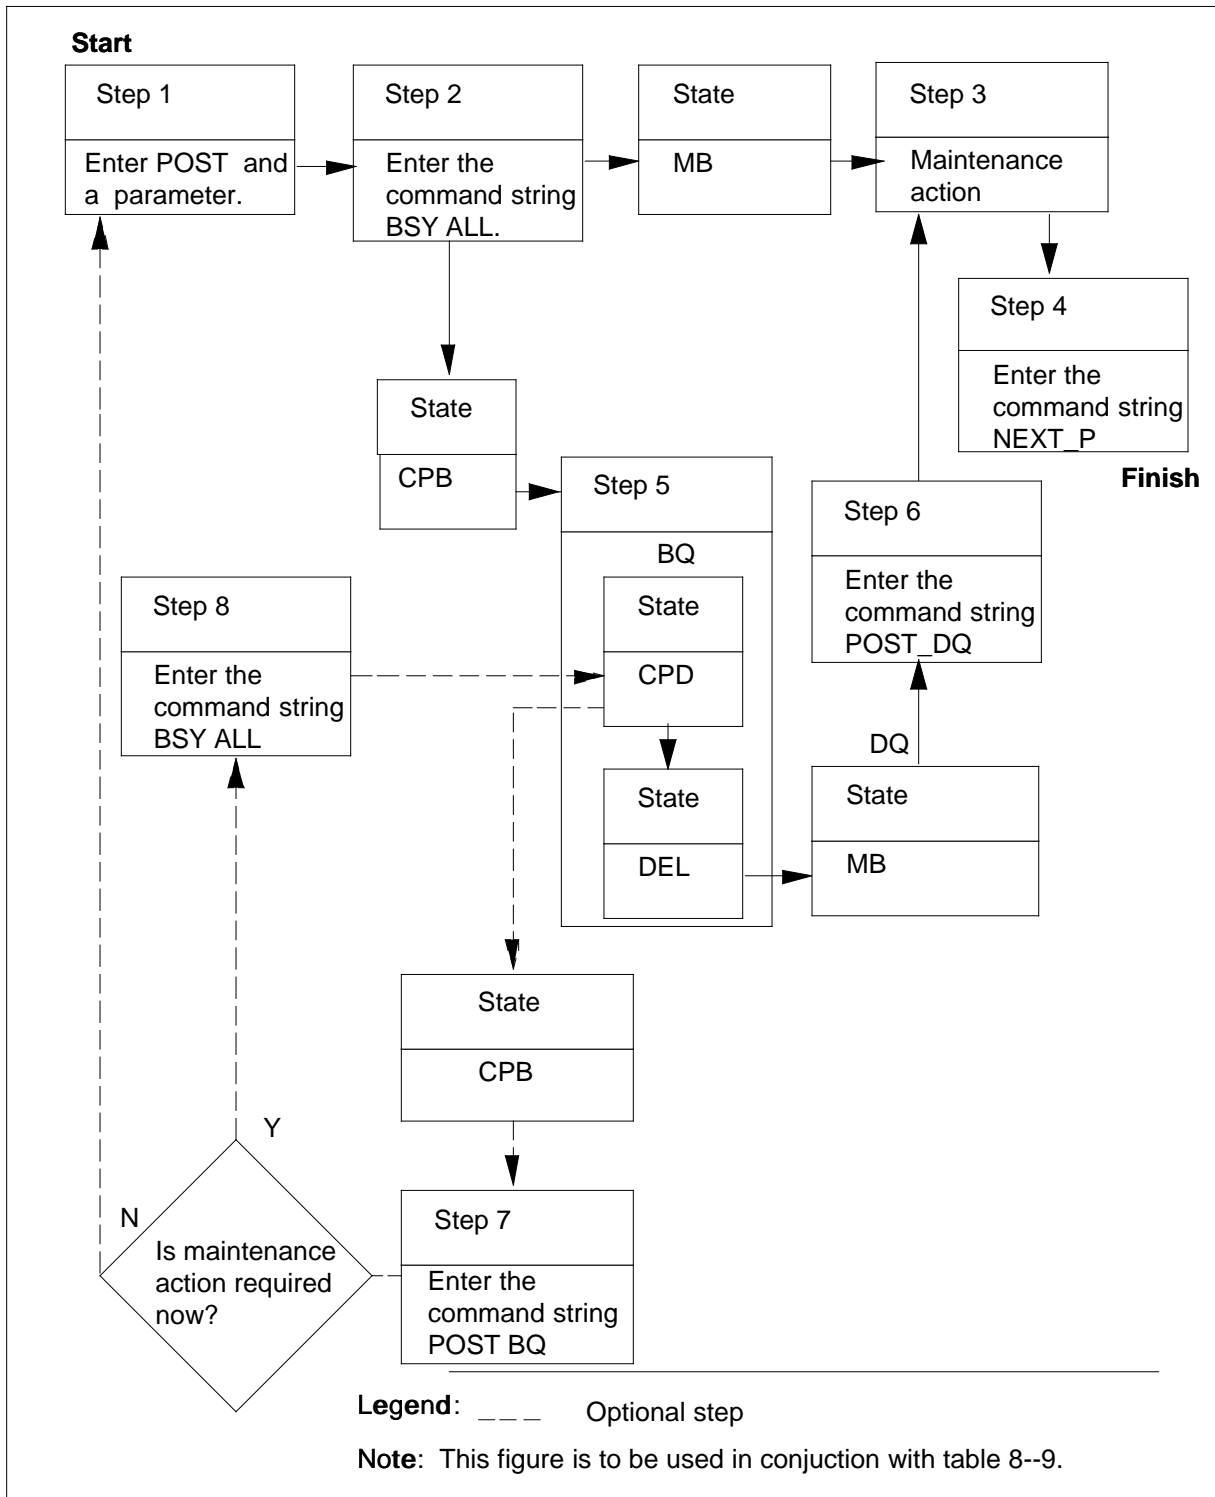 Start
Step 1
Enter POST and
a parameter.
Step 2
Enter the
command string
BSY ALL.
State
MB
Step 3
Maintenance
action
Step 4
Enter the
command string
NEXT_P
Finish
State
CPB
Step 5
BQ
State
CPD
State
DEL
Step 6
Enter the
command string
POST_DQ
DQ
State
MB
Step 8
Enter the
command string
BSY ALL
State
CPB
Y
N
Is maintenance
action required
now?
Step 7
Enter the
command string
POST BQ
Legend: _ _ _ Optional step
Note: This figure is to be used in conjuction with table 8--9.